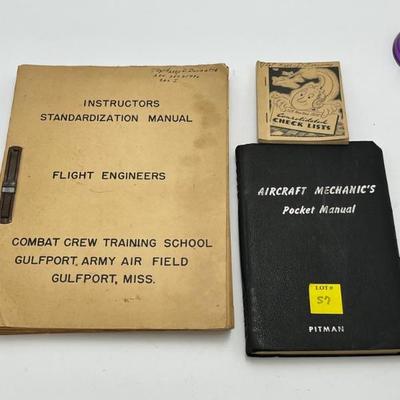 INSTRUCTORS
STANDARDIZATION MANUAL
FLIGHT ENGINEERS
COMBAT CREW TRAINING SCHOOL
GULFPORT, ARMY AIR FIELD
GULFPORT, MISS.
Consolidated
CHECK LISTS
AIRCRAFT MECHANIC'S
Pocket Manual
LOT #
57
PITMAN